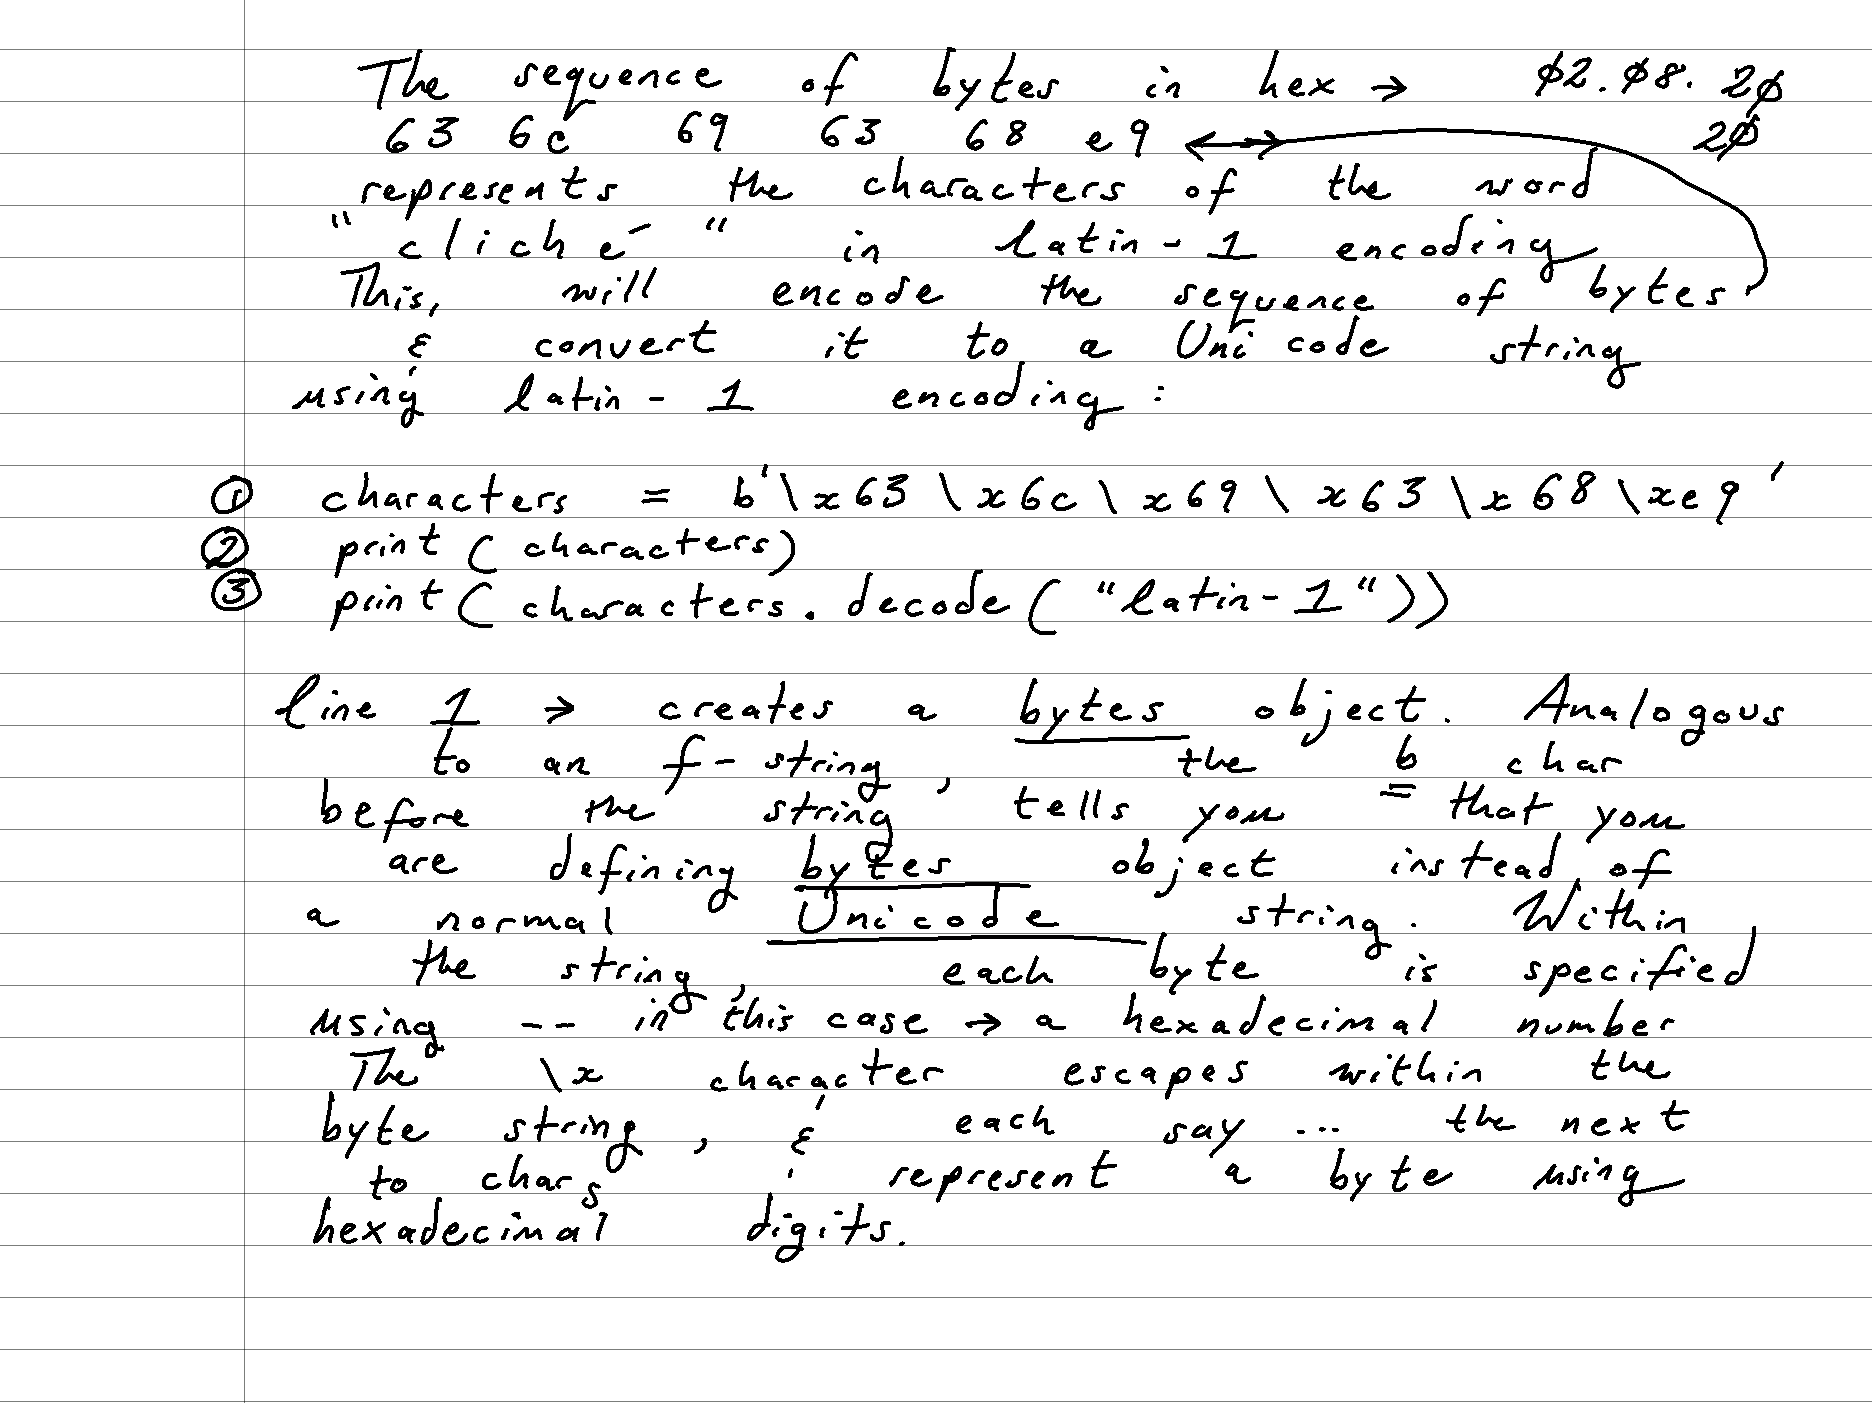 The sequence of bytes in hex → 02.08.20
63 6c 69 63 68 e9 ↔ 20
represents the characters of the word
"cliché" in latin-1 encoding
This, will encode the sequence of bytes
& convert it to a Unicode string
using latin-1 encoding:
① characters = b'\x63\x6c\x69\x63\x68\xe9'
② print(characters)
③ print(characters.decode("latin-1"))
line 1 → creates a bytes object. Analogous
to an f-string, the b char
before the string tells you that you
are defining bytes object instead of
a normal Unicode string. Within
the string, each byte is specified
using -- in this case → a hexadecimal number
The \x character escapes within the
byte string, & each say ... the next
to chars represent a byte using
hexadecimal digits.